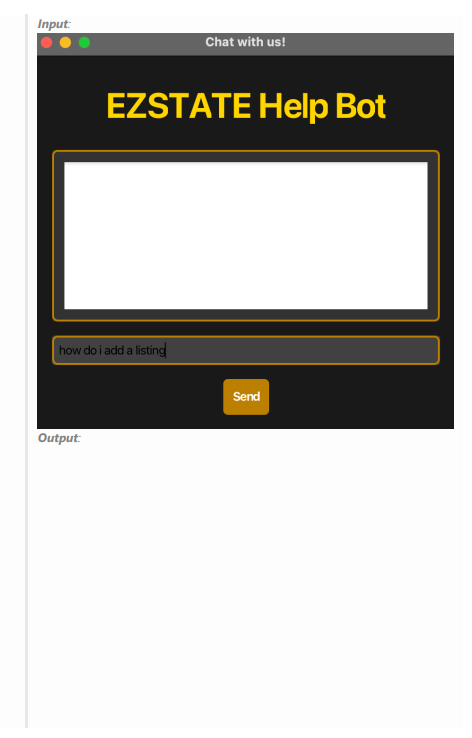 Input:
Chat with us!
EZSTATE Help Bot
how do i add a listing
Send
Output: